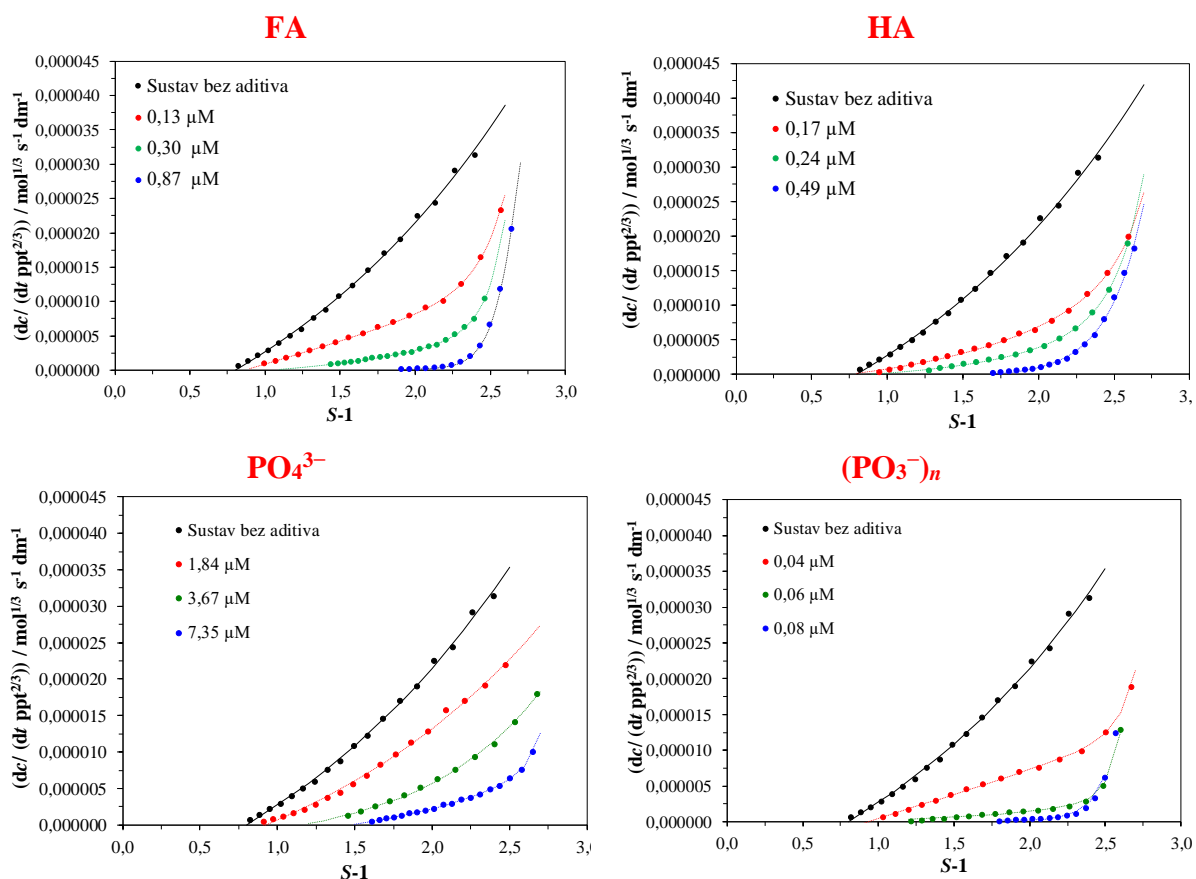 FA
(dc/ (dt ppt^2/3)) / mol^1/3 s^-1 dm^-1
0,000045
0,000040
0,000035
0,000030
0,000025
0,000020
0,000015
0,000010
0,000005
0,000000
Sustav bez aditiva
0,13 µM
0,30 µM
0,87 µM
0,0 0,5 1,0 1,5 2,0 2,5 3,0
S-1
HA
(dc/ (dt ppt^2/3)) / mol^1/3 s^-1 dm^-1
0,000045
0,000040
0,000035
0,000030
0,000025
0,000020
0,000015
0,000010
0,000005
0,000000
Sustav bez aditiva
0,17 µM
0,24 µM
0,49 µM
0,0 0,5 1,0 1,5 2,0 2,5 3,
S-1
PO₄³⁻
(dc/ (dt ppt^2/3)) / mol^1/3 s^-1 dm^-1
0,000045
0,000040
0,000035
0,000030
0,000025
0,000020
0,000015
0,000010
0,000005
0,000000
Sustav bez aditiva
1,84 µM
3,67 µM
7,35 µM
0,0 0,5 1,0 1,5 2,0 2,5 3,
S-1
(PO₃⁻)ₙ
(dc/ (dt ppt^2/3)) / mol^1/3 s^-1 dm^-1
0,000045
0,000040
0,000035
0,000030
0,000025
0,000020
0,000015
0,000010
0,000005
0,000000
Sustav bez aditiva
0,04 µM
0,06 µM
0,08 µM
0,0 0,5 1,0 1,5 2,0 2,5 3,0
S-1